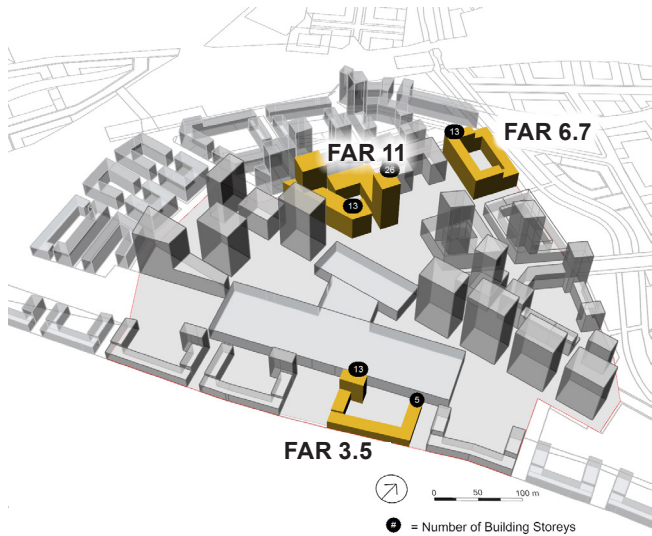 13
FAR 6.7
FAR 11
26
13
13
5
FAR 3.5
0 50 100 m
# = Number of Building Storeys